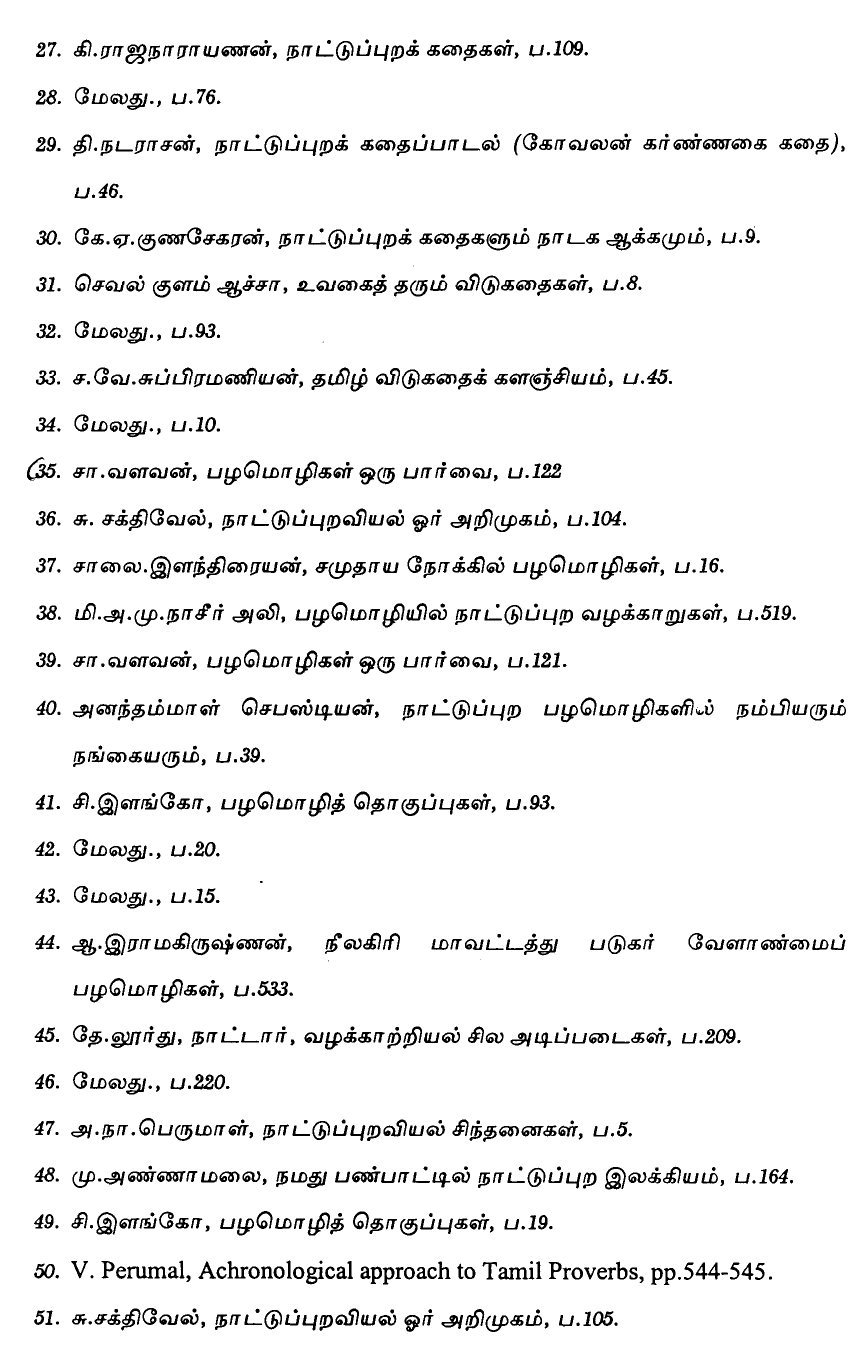 27. கி.ராஜநாராயணன், நாட்டுப்புறக் கதைகள், ப.109.
28. மேலது., ப.76.
29. தி.நடராசன், நாட்டுப்புறக் கதைப்பாடல் (கோவலன் கர்ண்ணகை கதை),
ப.46.
30. கே.ஏ.குணசேகரன், நாட்டுப்புறக் கதைகளும் நாடக ஆக்கமும், ப.9.
31. செவல் குளம் ஆச்சா, உவகைத் தரும் விடுகதைகள், ப.8.
32. மேலது., ப.93.
33. ச.வே.சுப்பிரமணியன், தமிழ் விடுகதைக் களஞ்சியம், ப.45.
34. மேலது., ப.10.
35. சா.வளவன், பழமொழிகள் ஒரு பார்வை, ப.122
36. சு. சக்திவேல், நாட்டுப்புறவியல் ஓர் அறிமுகம், ப.104.
37. சாலை.இளந்திரையன், சமுதாய நோக்கில் பழமொழிகள், ப.16.
38. மி.அ.மு.நாசீர் அலி, பழமொழியில் நாட்டுப்புற வழக்காறுகள், ப.519.
39. சா.வளவன், பழமொழிகள் ஒரு பார்வை, ப.121.
40. அனந்தம்மாள் செபஸ்டியன், நாட்டுப்புற பழமொழிகளில் நம்பியரும்
நங்கையரும், ப.39.
41. சி.இளங்கோ, பழமொழித் தொகுப்புகள், ப.93.
42. மேலது., ப.20.
43. மேலது., ப.15.
44. ஆ.இராமகிருஷ்ணன், நீலகிரி மாவட்டத்து படுகர் வேளாண்மைப்
பழமொழிகள், ப.533.
45. தே.லூர்து, நாட்டார், வழக்காற்றியல் சில அடிப்படைகள், ப.209.
46. மேலது., ப.220.
47. அ.நா.பெருமாள், நாட்டுப்புறவியல் சிந்தனைகள், ப.5.
48. மு.அண்ணாமலை, நமது பண்பாட்டில் நாட்டுப்புற இலக்கியம், ப.164.
49. சி.இளங்கோ, பழமொழித் தொகுப்புகள், ப.19.
50. V. Perumal, Achronological approach to Tamil Proverbs, pp.544-545.
51. சு.சக்திவேல், நாட்டுப்புறவியல் ஓர் அறிமுகம், ப.105.